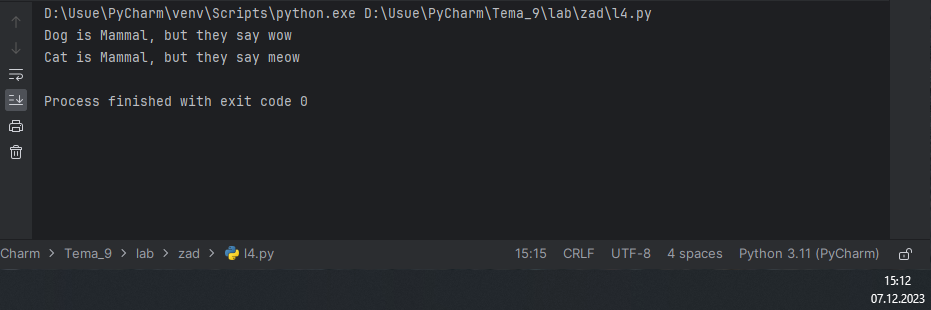 D:\Usue\PyCharm\venv\Scripts\python.exe D:\Usue\PyCharm\Tema_9\lab\zad\l4.py
Dog is Mammal, but they say wow
Cat is Mammal, but they say meow
Process finished with exit code 0
Charm > Tema_9 > lab > zad > l4.py 15:15 CRLF UTF-8 4 spaces Python 3.11 (PyCharm)
15:12
07.12.2023